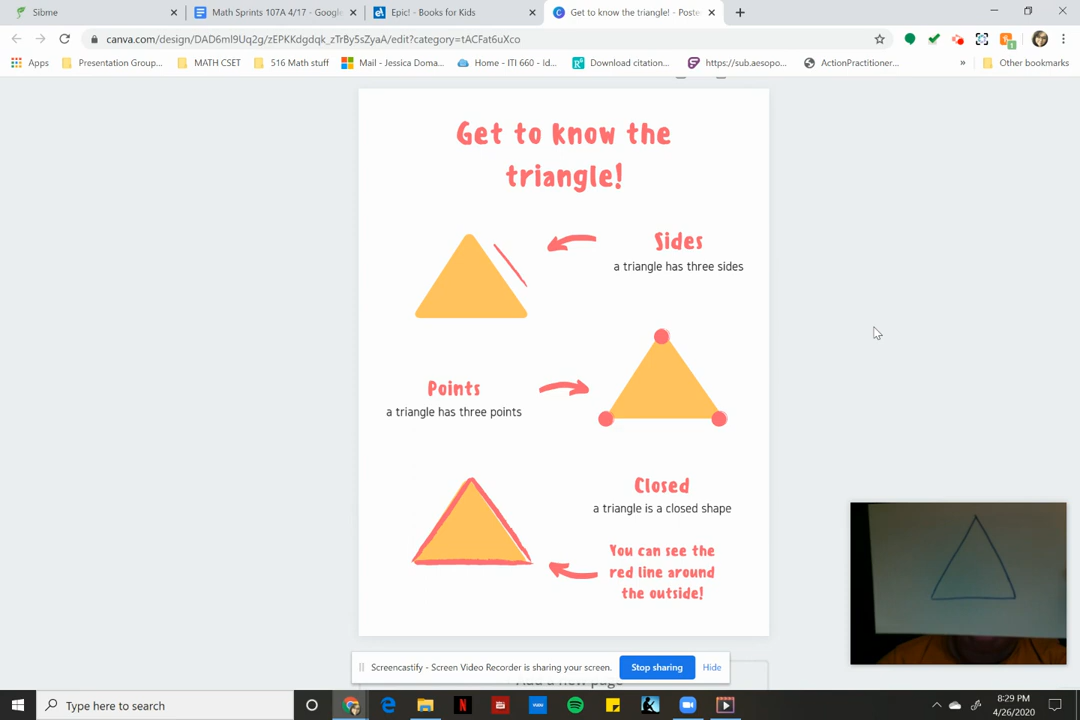 Sibme
Math Sprints 107A 4/17 - Google
Epic! - Books for Kids
Get to know the triangle! - Poste
canva.com/design/DAD6ml9Uq2g/zEPKKdgdqk_zTrBy5sZyaA/edit?category=tACFat6uXco
Apps
Presentation Group...
MATH CSET
516 Math stuff
Mail - Jessica Doma...
Home - ITI 660 - Id...
Download citation...
https://sub.aesopo...
ActionPractitioner...
»
Other bookmarks
Get to know the
triangle!
Sides
a triangle has three sides
Points
a triangle has three points
Closed
a triangle is a closed shape
You can see the
red line around
the outside!
Screencastify - Screen Video Recorder is sharing your screen.
Stop sharing
Hide
Type here to search
8:29 PM
4/26/2020